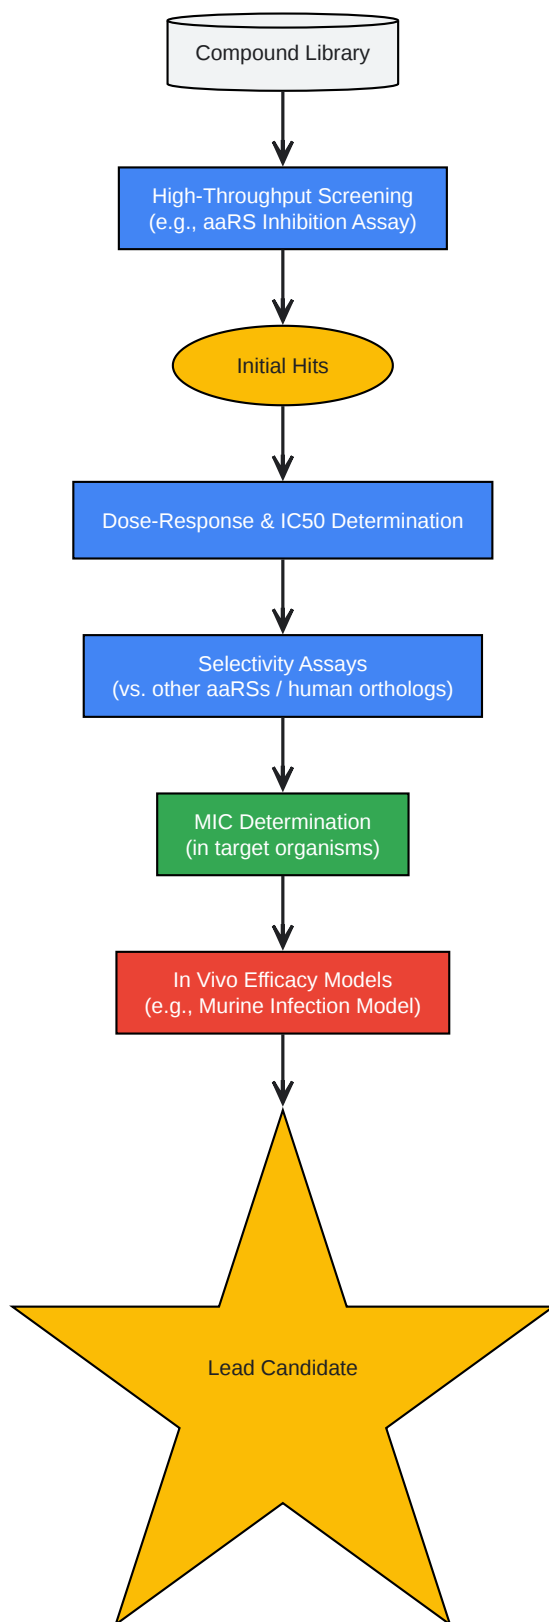 Compound Library
High-Throughput Screening
(e.g., aaRS Inhibition Assay)
Initial Hits
Dose-Response & IC50 Determination
Selectivity Assays
(vs. other aaRSs / human orthologs)
MIC Determination
(in target organisms)
In Vivo Efficacy Models
(e.g., Murine Infection Model)
Lead Candidate